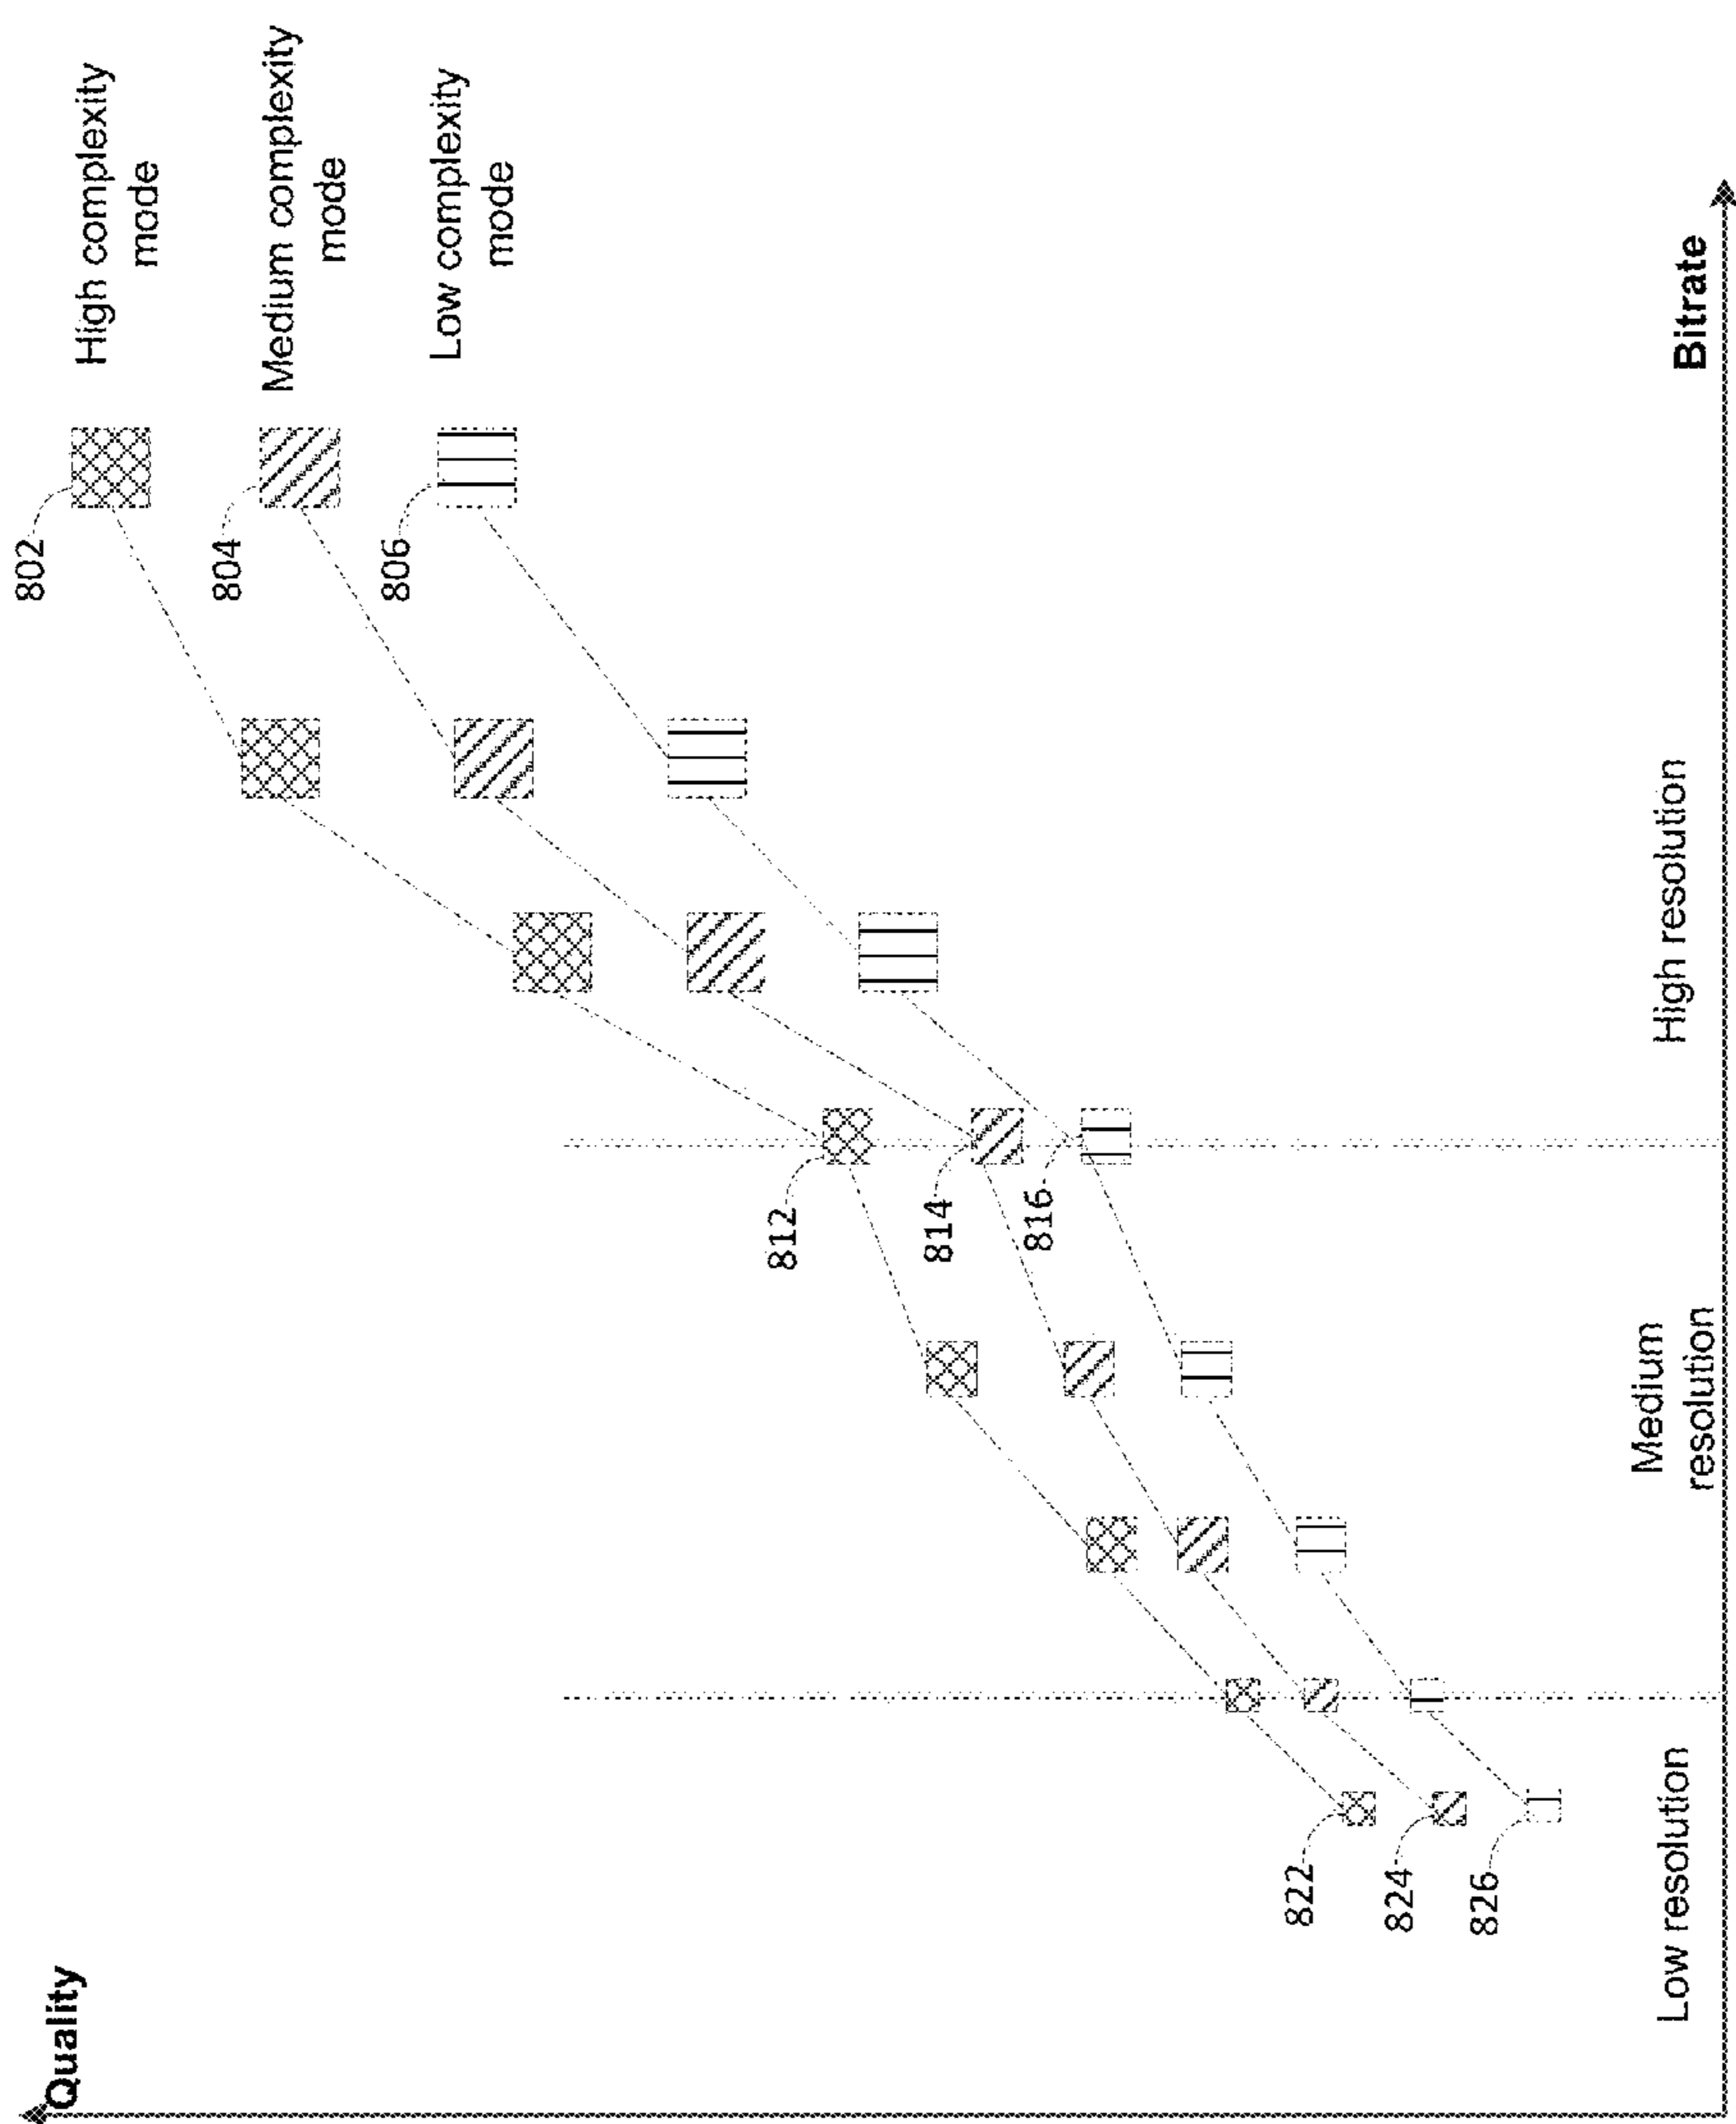 Quality
802
High complexity
mode
804
Medium complexity
mode
806
Low complexity
mode
812
814
816
822
824
826
Low resolution
Medium
resolution
High resolution
Bitrate